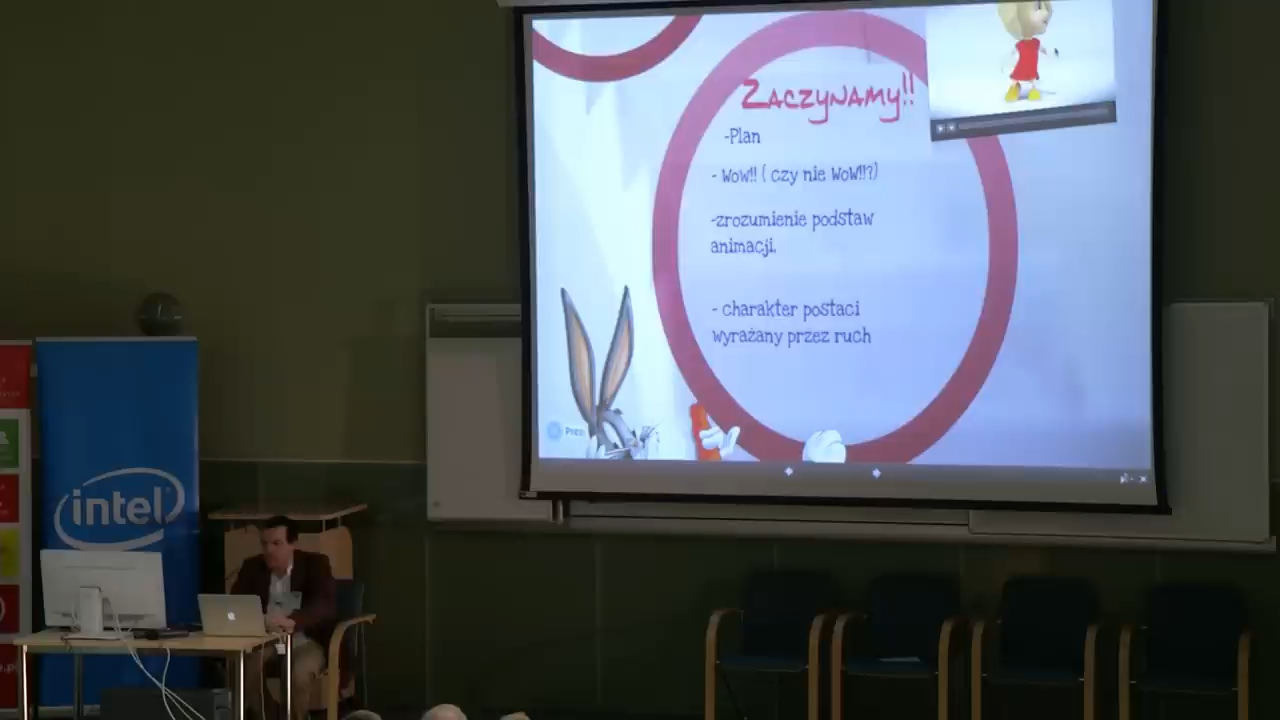 Zaczynamy!!
-Plan
- WoW!! ( czy nie WoW!!?)
-zrozumienie podstaw
animacji,
- charakter postaci
wyrażany przez ruch
intel